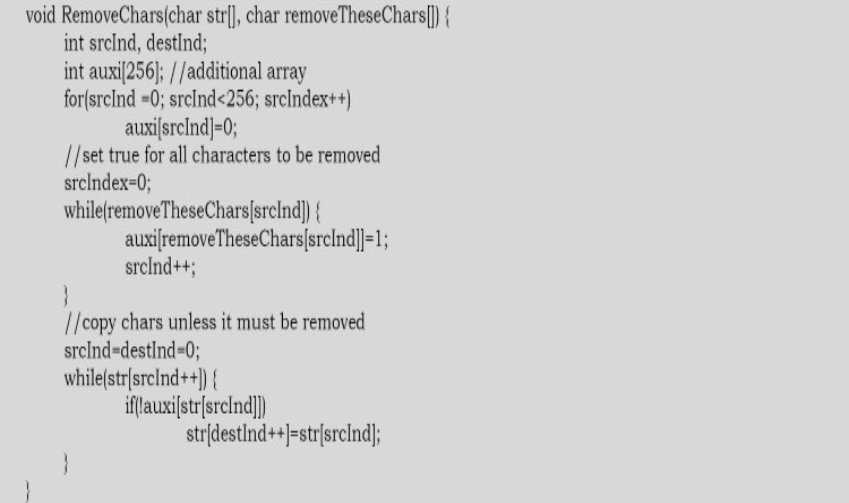 void RemoveChars(char str[], char removeTheseChars[]) {
int srcInd, destInd;
int auxi[256]; //additional array
for(srcInd =0; srcInd<256; srcIndex++)
auxi[srcInd]=0;
//set true for all characters to be removed
srcIndex=0;
while(removeTheseChars[srcInd]) {
auxi[removeTheseChars[srcInd]]=1;
srcInd++;
}
//copy chars unless it must be removed
srcInd=destInd=0;
while(str[srcInd++]) {
if(!auxi[str[srcInd]])
str[destInd++]=str[srcInd];
}
}